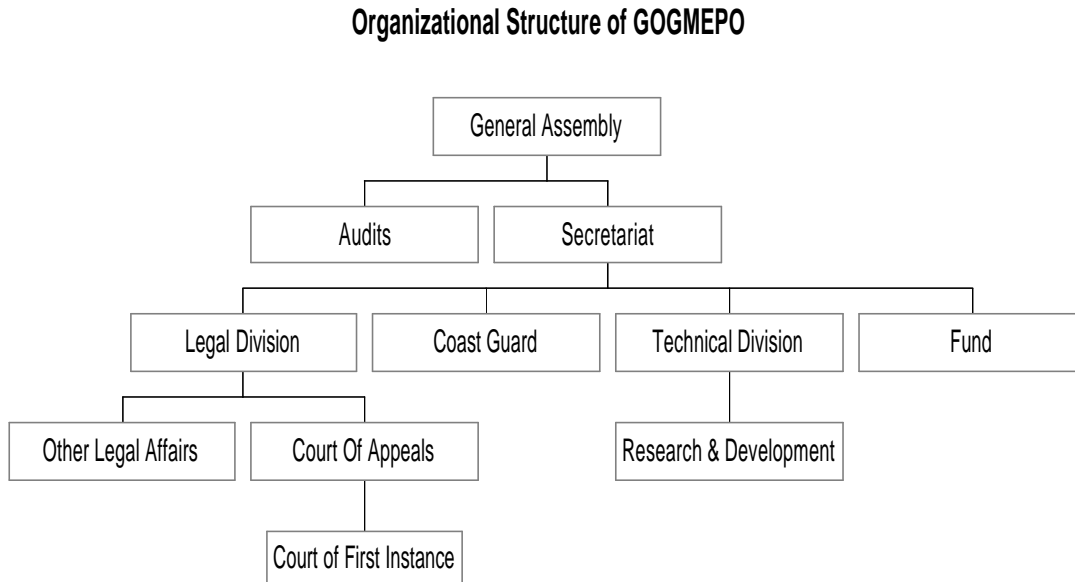 Organizational Structure of GOGMEPO
General Assembly
Audits
Secretariat
Legal Division
Coast Guard
Technical Division
Fund
Other Legal Affairs
Court Of Appeals
Research & Development
Court of First Instance